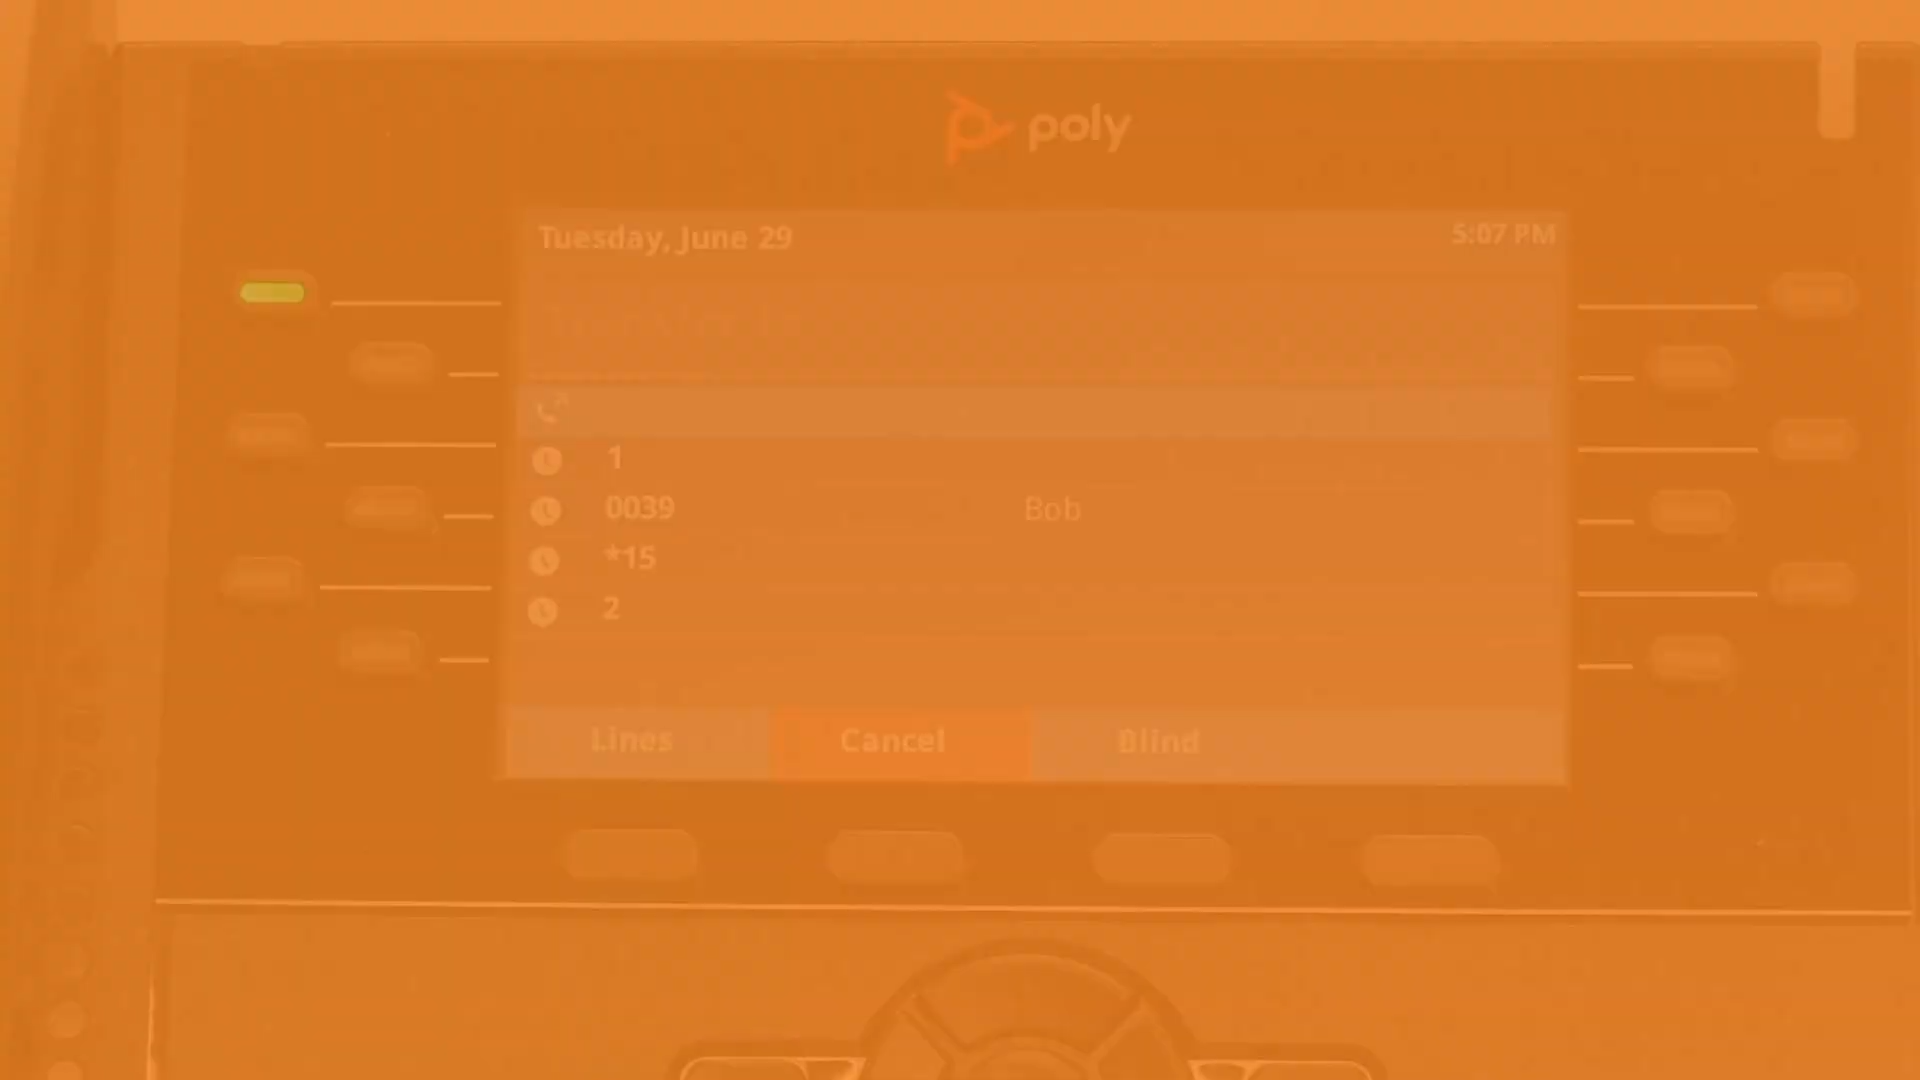 poly
Tuesday, June 29 5:07 PM
1
0039 Bob
*15
2
Lines Cancel Blind